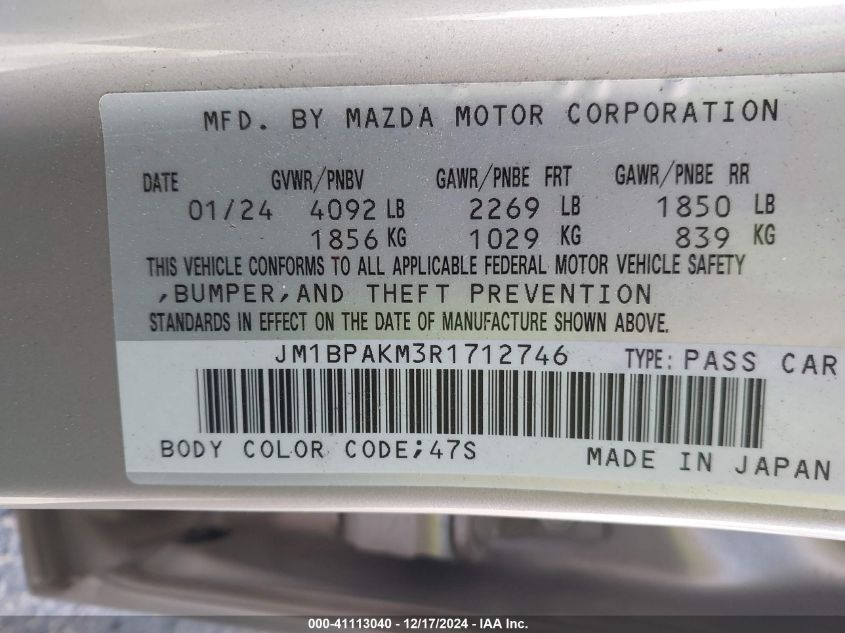 MFD. BY MAZDA MOTOR CORPORATION
DATE GVWR/PNBV GAWR/PNBE FRT GAWR/PNBE RR
01/24 4092 LB 2269 LB 1850 LB
1856 KG 1029 KG 839 KG
THIS VEHICLE CONFORMS TO ALL APPLICABLE FEDERAL MOTOR VEHICLE SAFETY
,BUMPER,AND THEFT PREVENTION
STANDARDS IN EFFECT ON THE DATE OF MANUFACTURE SHOWN ABOVE.
JM1BPAKM3R1712746 TYPE: PASS CAR
BODY COLOR CODE;47S MADE IN JAPAN
000-41113040 - 12/17/2024 - IAA Inc.